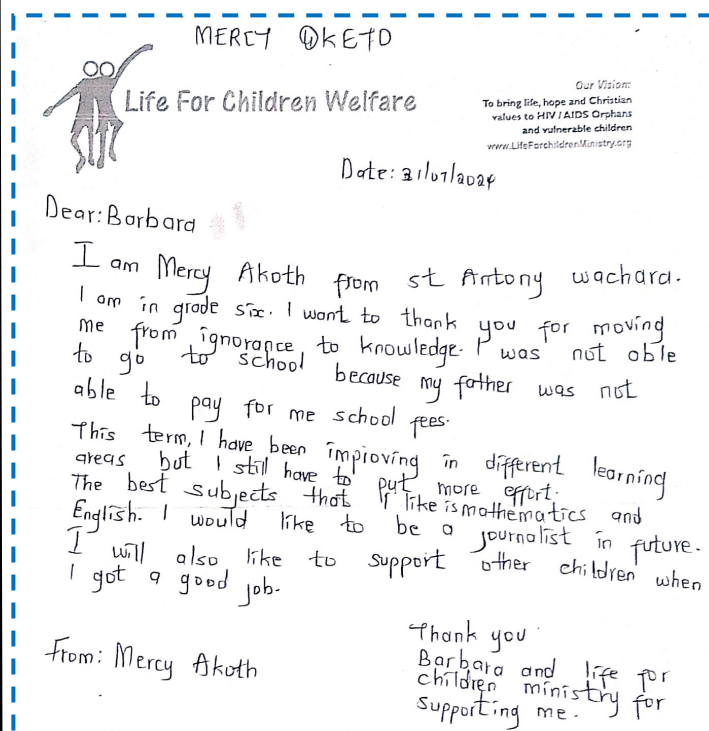 MERCY OKETO
Life For Children Welfare
Our Vision:
To bring life, hope and Christian
values to HIV / AIDS Orphans
and vulnerable children
www.LifeForchildrenMinistry.org
Date: 31/07/2024
Dear: Barbara
I am Mercy Akoth from st Antony wachara.
I am in grade six. I want to thank you for moving
me from ignorance to knowledge. I was not able
to go to school because my father was not
able to pay for me school fees.
This term, I have been improving in different learning
areas but I still have to put more effort.
The best subjects that I like is mathematics and
English. I would like to be a journalist in future.
I will also like to support other children when
I got a good job.
From: Mercy Akoth
Thank you
Barbara and life for
children ministry for
supporting me.